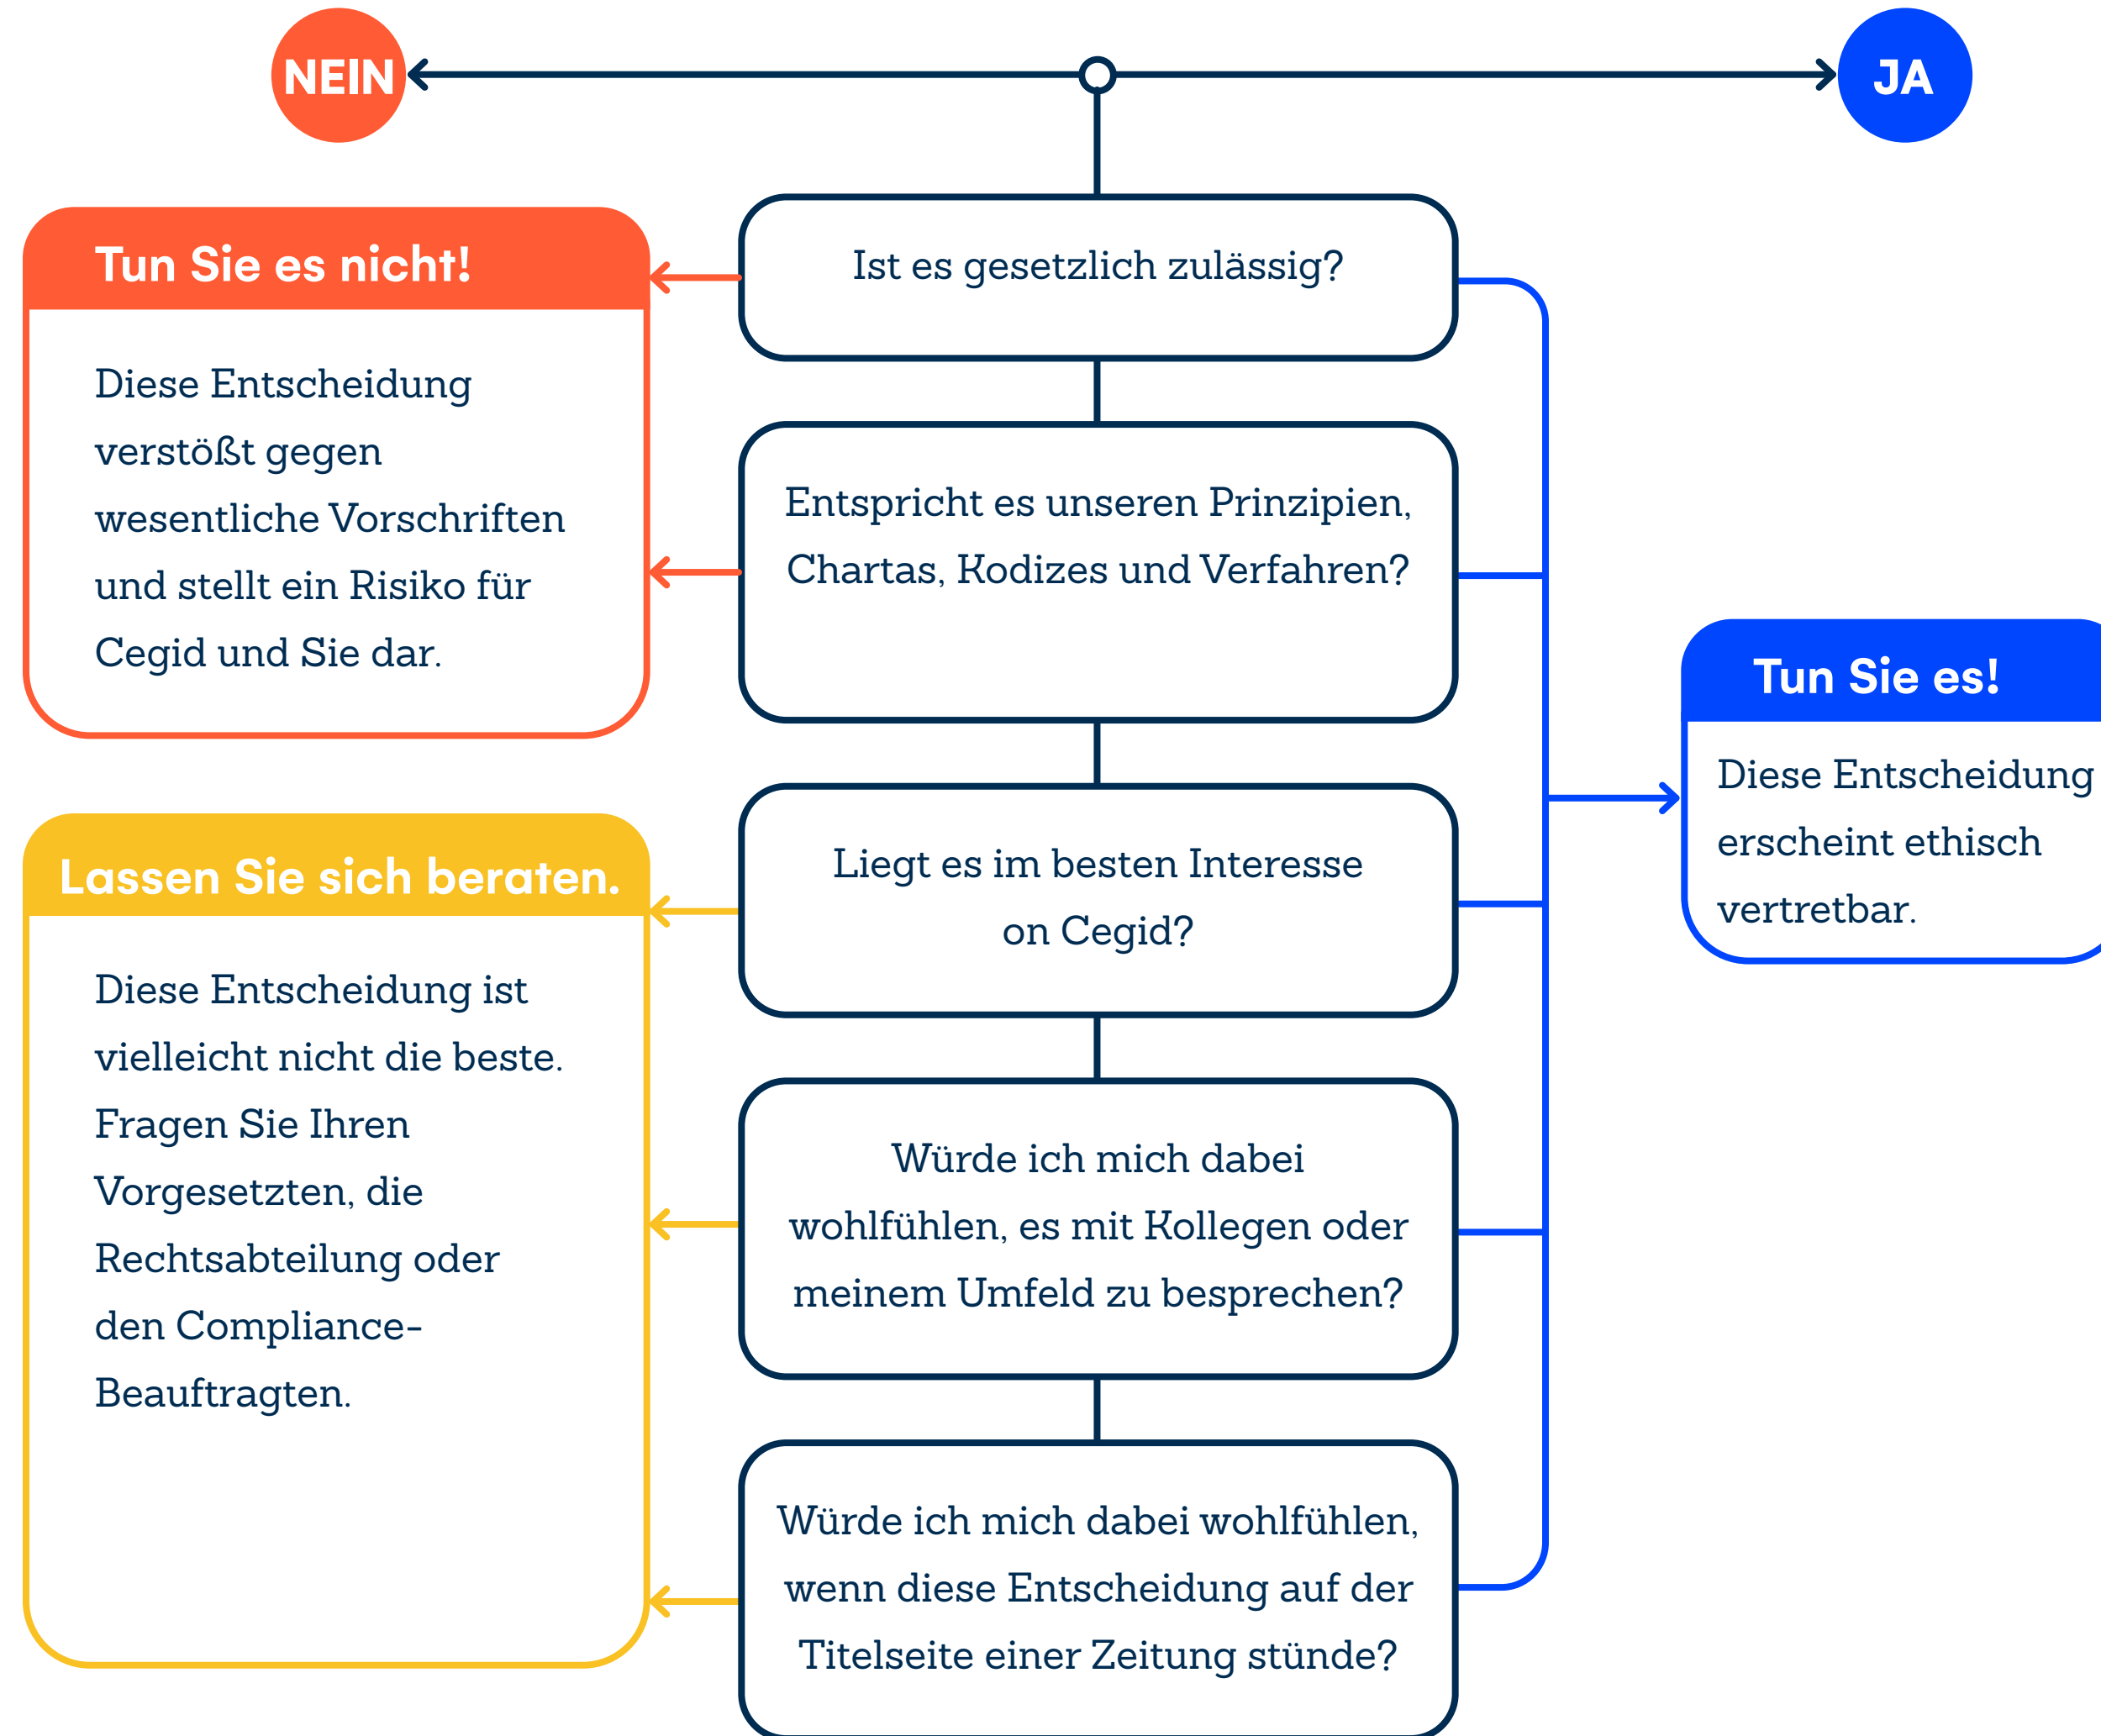 NEIN
JA
Tun Sie es nicht!
Diese Entscheidung
verstößt gegen
wesentliche Vorschriften
und stellt ein Risiko für
Cegid und Sie dar.
Lassen Sie sich beraten.
Diese Entscheidung ist
vielleicht nicht die beste.
Fragen Sie Ihren
Vorgesetzten, die
Rechtsabteilung oder
den Compliance-
Beauftragten.
Ist es gesetzlich zulässig?
Entspricht es unseren Prinzipien,
Chartas, Kodizes und Verfahren?
Liegt es im besten Interesse
on Cegid?
Würde ich mich dabei
wohlfühlen, es mit Kollegen oder
meinem Umfeld zu besprechen?
Würde ich mich dabei wohlfühlen,
wenn diese Entscheidung auf der
Titelseite einer Zeitung stünde?
Tun Sie es!
Diese Entscheidung
erscheint ethisch
vertretbar.